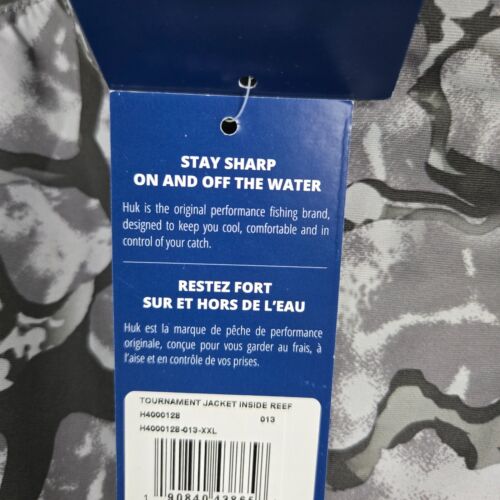 STAY SHARP
ON AND OFF THE WATER
Huk is the original performance fishing brand,
designed to keep you cool, comfortable and in
control of your catch.
RESTEZ FORT
SUR ET HORS DE L'EAU
Huk est la marque de pêche de performance
originale, conçue pour vous garder au frais, à
l'aise et en contrôle de vos prises.
TOURNAMENT JACKET INSIDE REEF
H4000128 013
H4000128-013-XXL
1 90840